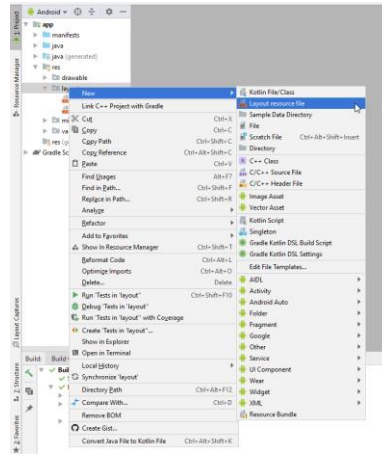 Android
app
manifests
java
java (generated)
res
drawable
lay
mi
va
res (g
Gradle Sc
1: Project
Resource Manager
Layout Captures
Z: Structure
2: Favorites
Build:
Build
New
Link C++ Project with Gradle
Cut Ctrl+X
Copy Ctrl+C
Copy Path Ctrl+Shift+C
Copy Reference Ctrl+Alt+Shift+C
Paste Ctrl+V
Find Usages Alt+F7
Find in Path... Ctrl+Shift+F
Replace in Path... Ctrl+Shift+R
Analyze
Refactor
Add to Favorites
Show In Resource Manager Ctrl+Shift+T
Reformat Code Ctrl+Alt+L
Optimize Imports Ctrl+Alt+O
Delete... Delete
Run 'Tests in 'layout'' Ctrl+Shift+F10
Debug 'Tests in 'layout''
Run 'Tests in 'layout'' with Coverage
Create 'Tests in 'layout''...
Show in Explorer
Open in Terminal
Local History
Synchronize 'layout'
Directory Path Ctrl+Alt+F12
Compare With... Ctrl+D
Remove BOM
Create Gist...
Convert Java File to Kotlin File Ctrl+Alt+Shift+K
Kotlin File/Class
Layout resource file
Sample Data Directory
File
Scratch File Ctrl+Alt+Shift+Insert
Directory
C++ Class
C/C++ Source File
C/C++ Header File
Image Asset
Vector Asset
Kotlin Script
Singleton
Gradle Kotlin DSL Build Script
Gradle Kotlin DSL Settings
Edit File Templates...
AIDL
Activity
Android Auto
Folder
Fragment
Google
Other
Service
UI Component
Wear
Widget
XML
Resource Bundle